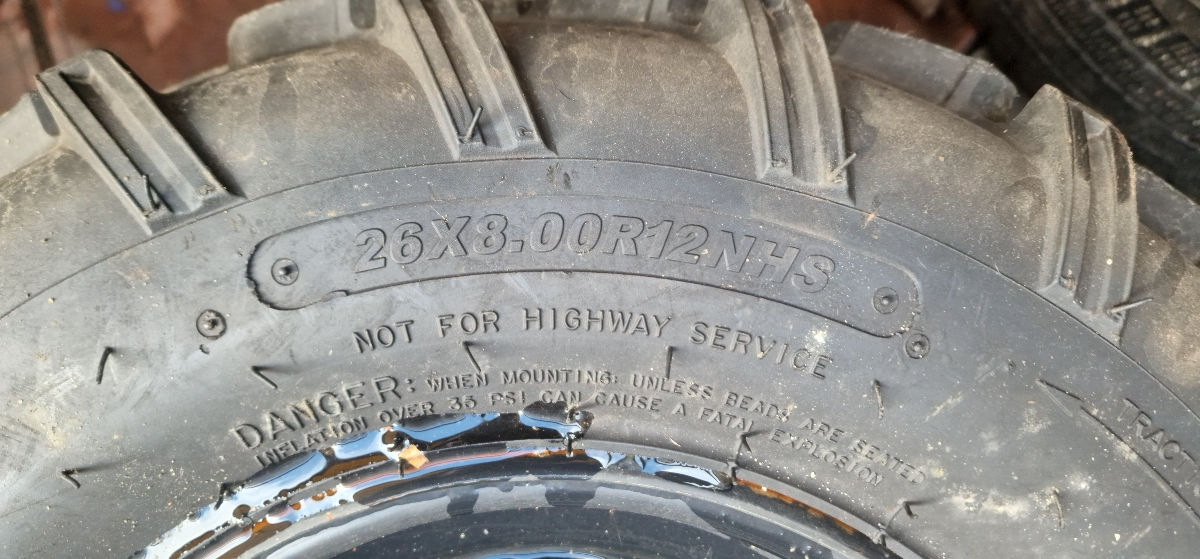 26X8.00R12NHS
NOT FOR HIGHWAY SERVICE
DANGER: WHEN MOUNTING: UNLESS BEADS ARE SEATED
INFLATION OVER 35 PSI CAN CAUSE A FATAL EXPLOSION
TRACT